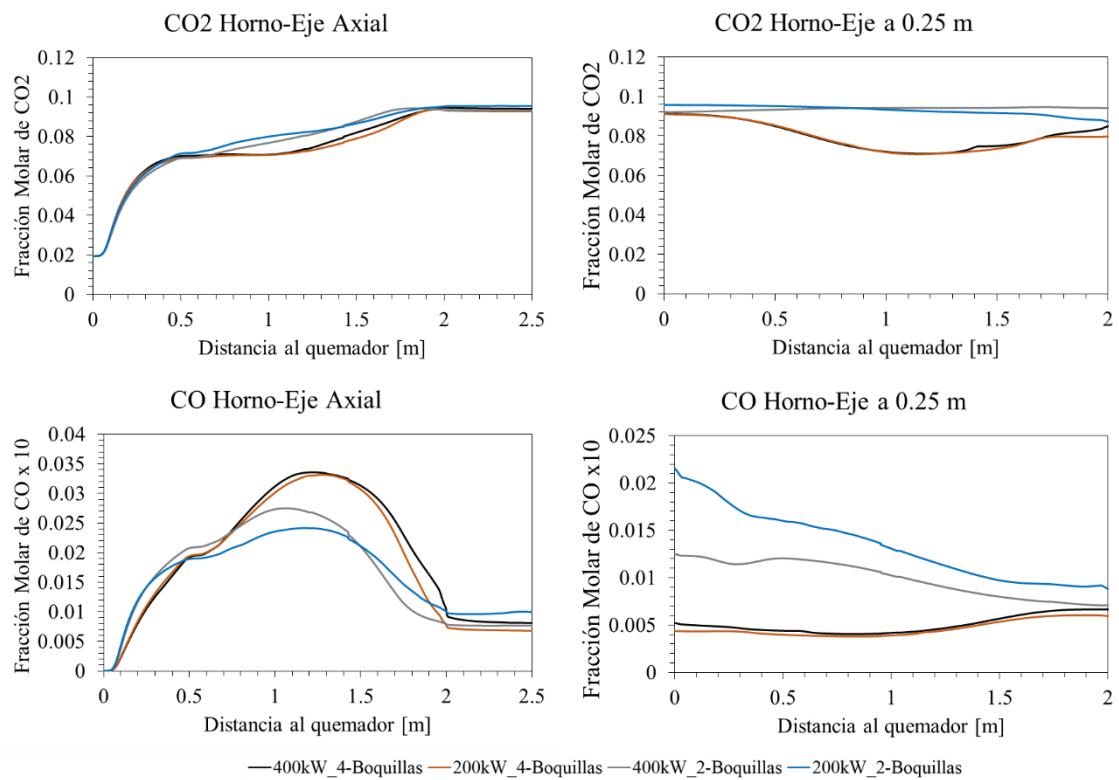 CO2 Horno-Eje Axial
Fracción Molar de CO2
0.12
0.1
0.08
0.06
0.04
0.02
0
0 0.5 1 1.5 2 2.5
Distancia al quemador [m]
CO2 Horno-Eje a 0.25 m
Fracción Molar de CO2
0.12
0.1
0.08
0.06
0.04
0.02
0
0 0.5 1 1.5 2
Distancia al quemador [m]
CO Horno-Eje Axial
Fracción Molar de CO x 10
0.04
0.035
0.03
0.025
0.02
0.015
0.01
0.005
0
0 0.5 1 1.5 2 2.5
Distancia al quemador [m]
CO Horno-Eje a 0.25 m
Fracción Molar de CO x10
0.025
0.02
0.015
0.01
0.005
0
0 0.5 1 1.5 2
Distancia al quemador [m]
400kW_4-Boquillas 200kW_4-Boquillas 400kW_2-Boquillas 200kW_2-Boquillas